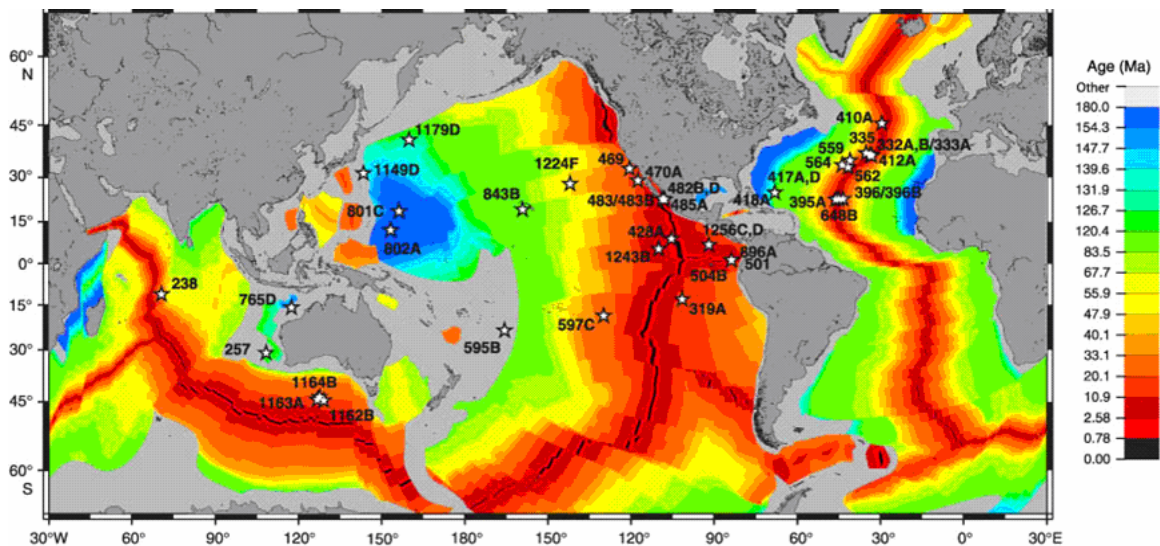 60°
N
45°
30°
15°
0°
15°
30°
45°
60°
S
30°W
60°
90°
120°
150°
180°
150°
120°
90°
60°
30°
0°
30°E
1179D
1149D
801C
802A
1224F
843B
469
470A
482B,D
483/483B
485A
428A
1256C,D
1243B
896A
504B
501
319A
597C
595B
238
765D
257
1164B
1163A
1162B
410A
335
332A,B/333A
559
564
412A
562
417A,D
418A
395A
396/396B
648B
Age (Ma)
Other
180.0
154.3
147.6
131.9
126.7
120.4
83.5
67.7
55.9
47.9
40.1
33.1
20.1
10.9
2.58
0.78
0.00